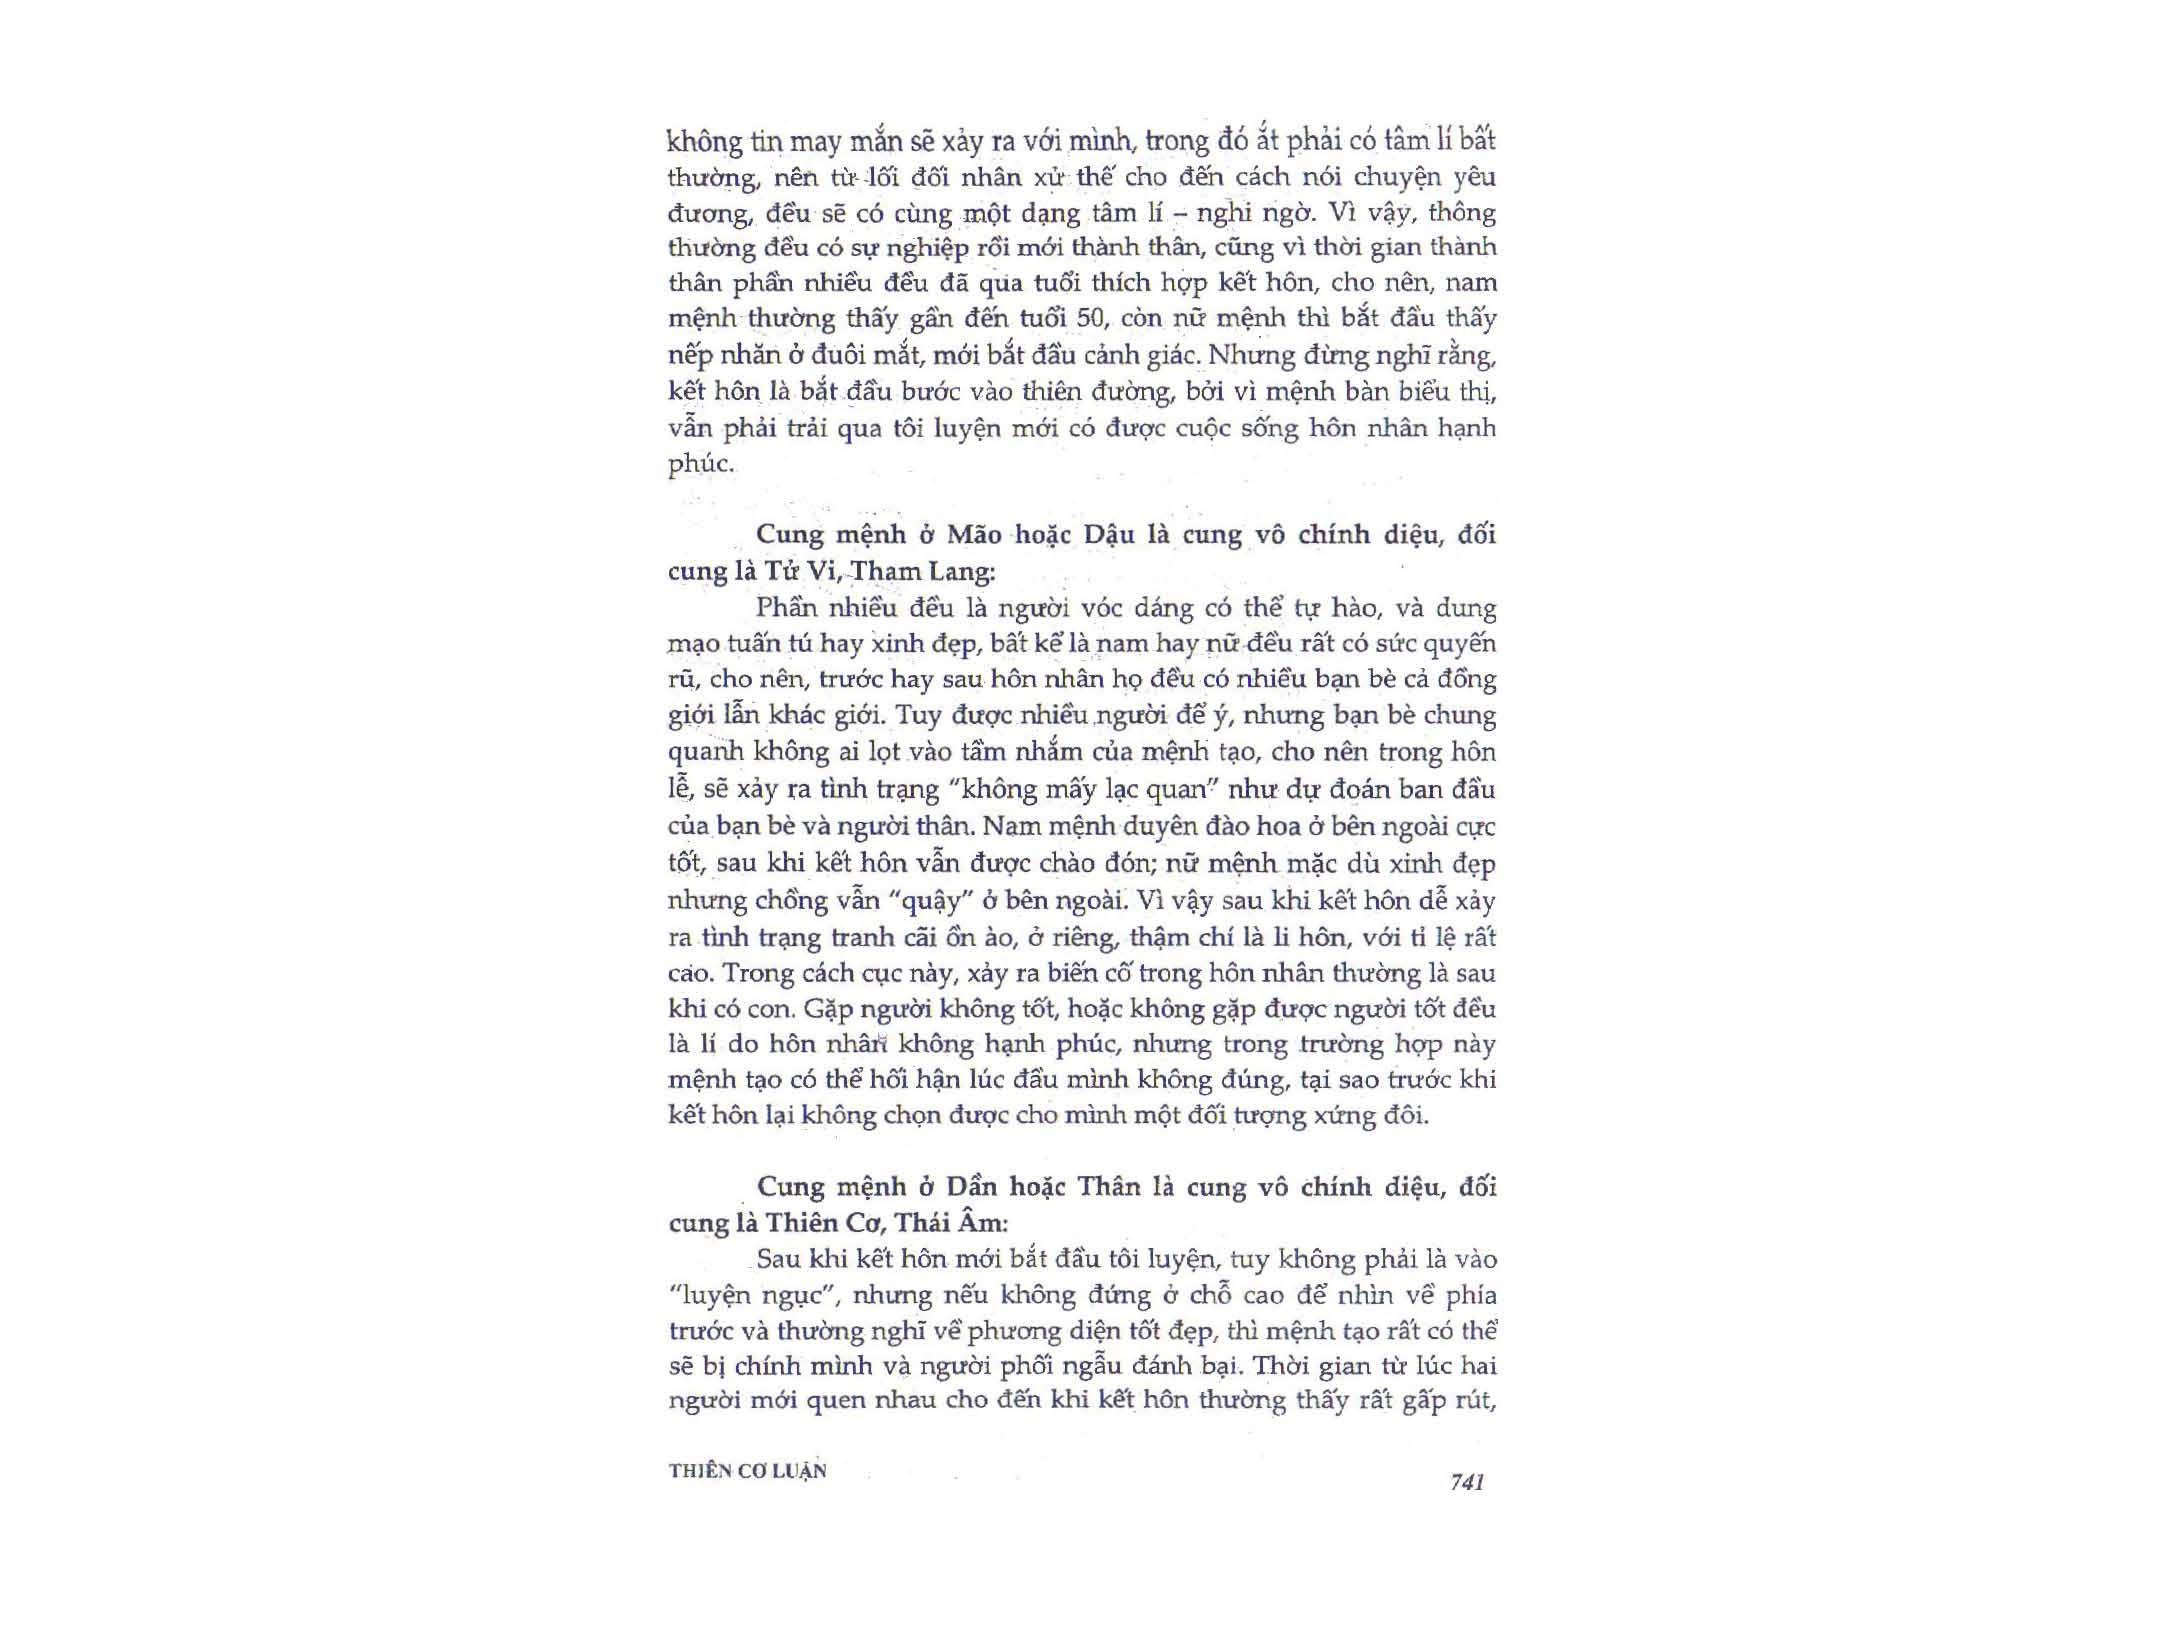 không tin may mắn sẽ xảy ra với mình, trong đó ắt phải có tâm lí bất
thường, nên từ lối đối nhân xử thế cho đến cách nói chuyện yêu
đương, đều sẽ có cùng một dạng tâm lí – nghi ngờ. Vì vậy, thông
thường đều có sự nghiệp rồi mới thành thân, cũng vì thời gian thành
thân phần nhiều đều đã qua tuổi thích hợp kết hôn, cho nên, nam
mệnh thường thấy gần đến tuổi 50, còn nữ mệnh thì bắt đầu thấy
nếp nhăn ở đuôi mắt, mới bắt đầu cảnh giác. Nhưng đừng nghĩ rằng,
kết hôn là bắt đầu bước vào thiên đường, bởi vì mệnh bàn biểu thị,
vẫn phải trải qua tôi luyện mới có được cuộc sống hôn nhân hạnh
phúc.
Cung mệnh ở Mão hoặc Dậu là cung vô chính diệu, đối
cung là Tử Vi, Tham Lang:
Phần nhiều đều là người vóc dáng có thể tự hào, và dung
mạo tuấn tú hay xinh đẹp, bất kể là nam hay nữ đều rất có sức quyến
rũ, cho nên, trước hay sau hôn nhân họ đều có nhiều bạn bè cả đồng
giới lẫn khác giới. Tuy được nhiều người để ý, nhưng bạn bè chung
quanh không ai lọt vào tầm nhắm của mệnh tạo, cho nên trong hôn
lễ, sẽ xảy ra tình trạng "không mấy lạc quan" như dự đoán ban đầu
của bạn bè và người thân. Nam mệnh duyên đào hoa ở bên ngoài cực
tốt, sau khi kết hôn vẫn được chào đón; nữ mệnh mặc dù xinh đẹp
nhưng chồng vẫn "quậy" ở bên ngoài. Vì vậy sau khi kết hôn dễ xảy
ra tình trạng tranh cãi ồn ào, ở riêng, thậm chí là li hôn, với tỉ lệ rất
cao. Trong cách cục này, xảy ra biến cố trong hôn nhân thường là sau
khi có con. Gặp người không tốt, hoặc không gặp được người tốt đều
là lí do hôn nhân không hạnh phúc, nhưng trong trường hợp này
mệnh tạo có thể hối hận lúc đầu mình không đúng, tại sao trước khi
kết hôn lại không chọn được cho mình một đối tượng xứng đôi.
Cung mệnh ở Dần hoặc Thân là cung vô chính diệu, đối
cung là Thiên Cơ, Thái Âm:
Sau khi kết hôn mới bắt đầu tôi luyện, tuy không phải là vào
"luyện ngục", nhưng nếu không đứng ở chỗ cao để nhìn về phía
trước và thường nghĩ về phương diện tốt đẹp, thì mệnh tạo rất có thể
sẽ bị chính mình và người phối ngẫu đánh bại. Thời gian từ lúc hai
người mới quen nhau cho đến khi kết hôn thường thấy rất gấp rút,
THIÊN CƠ LUẬN
741